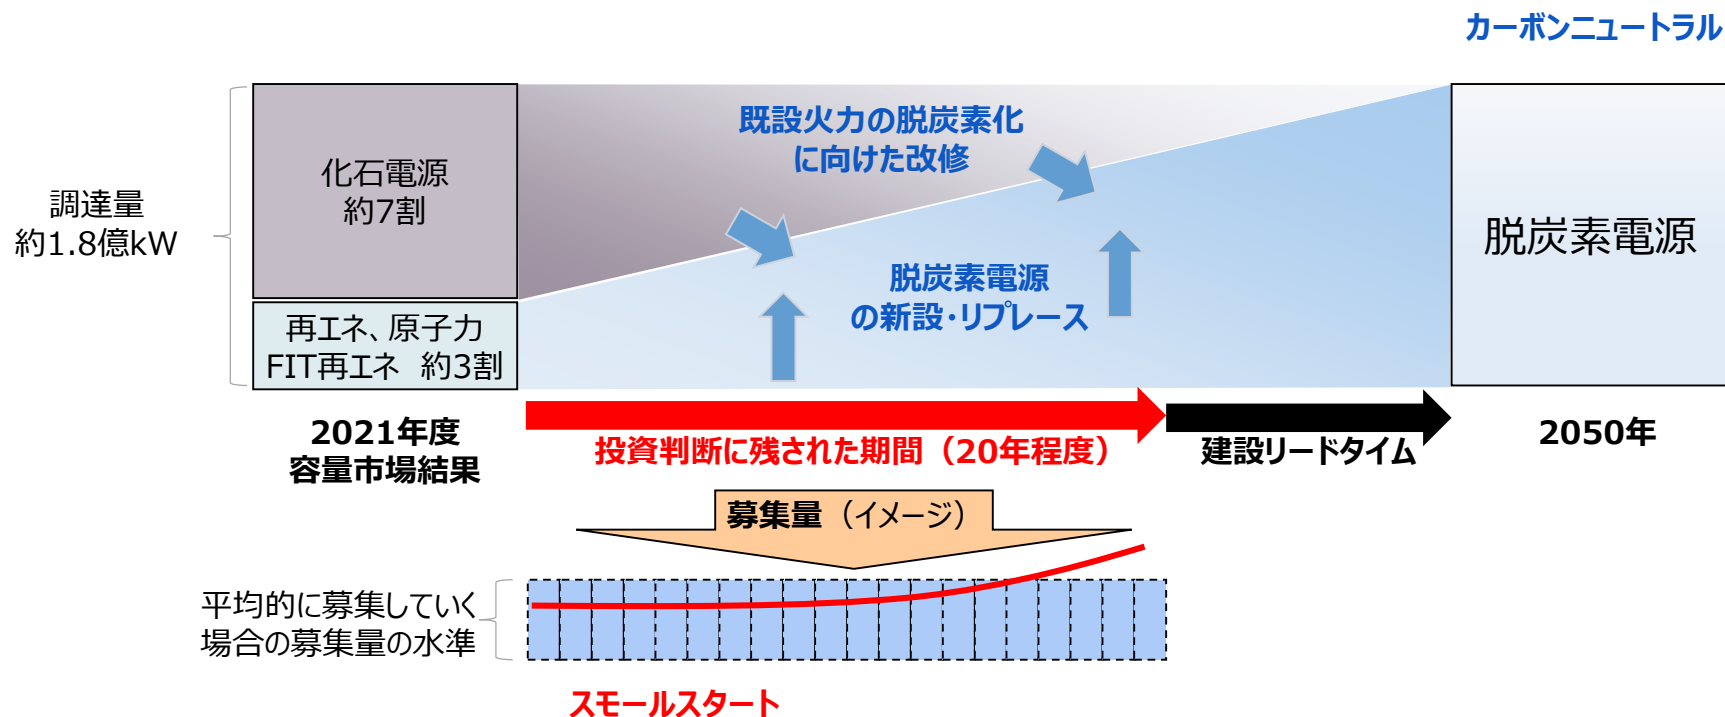 カーボンニュートラル
調達量
約1.8億kW
化石電源
約7割
再エネ、原子力
FIT再エネ　約3割
既設火力の脱炭素化
に向けた改修
脱炭素電源
の新設・リプレース
脱炭素電源
2021年度
容量市場結果
投資判断に残された期間（20年程度）
建設リードタイム
2050年
募集量（イメージ）
平均的に募集していく
場合の募集量の水準
スモールスタート